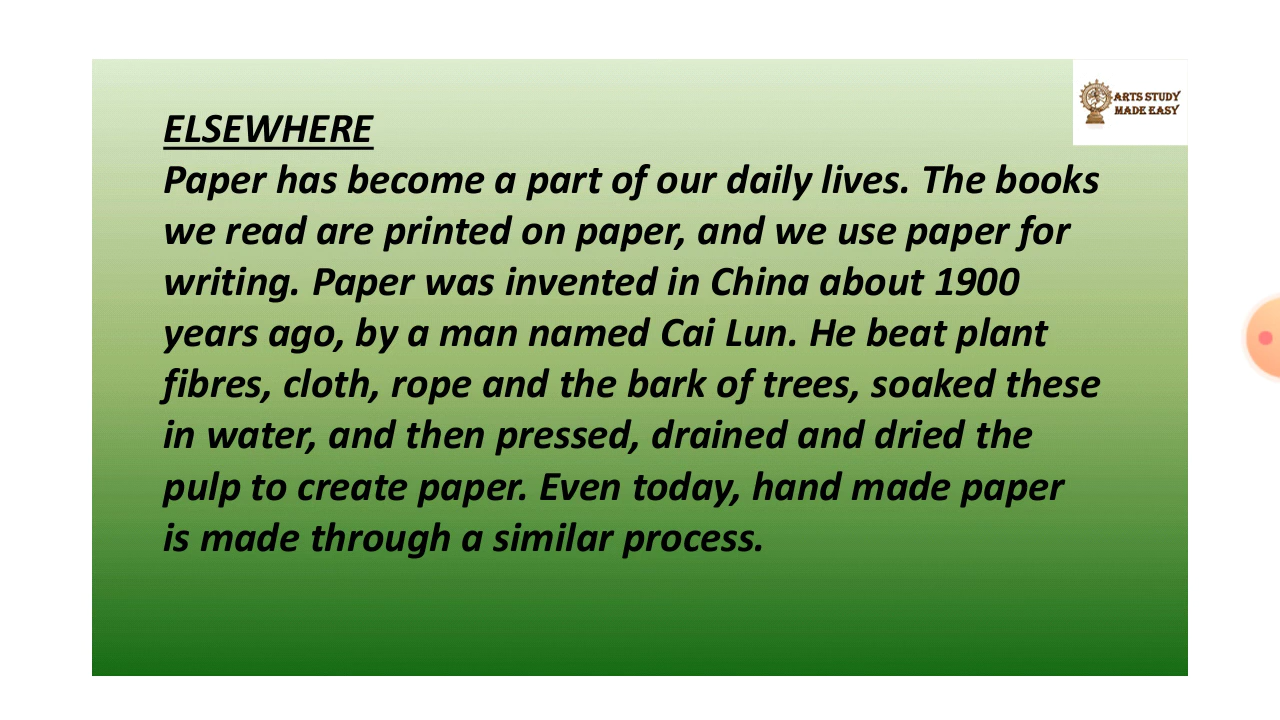 ARTS STUDY
MADE EASY
ELSEWHERE
Paper has become a part of our daily lives. The books
we read are printed on paper, and we use paper for
writing. Paper was invented in China about 1900
years ago, by a man named Cai Lun. He beat plant
fibres, cloth, rope and the bark of trees, soaked these
in water, and then pressed, drained and dried the
pulp to create paper. Even today, hand made paper
is made through a similar process.